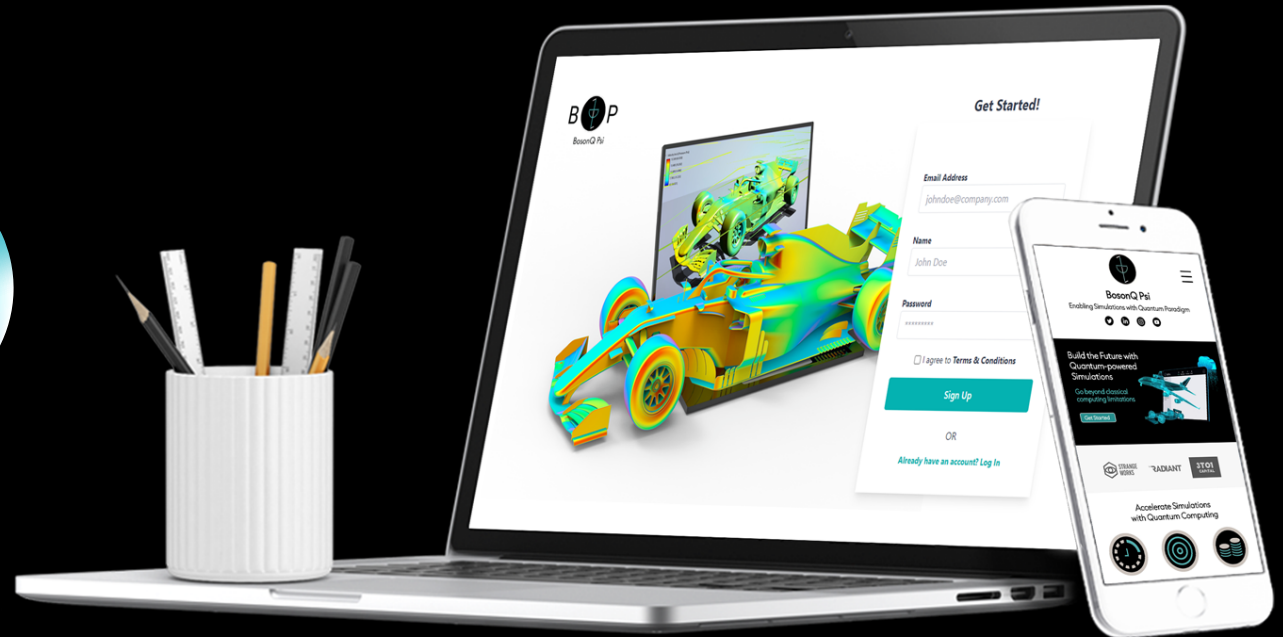 B P
BosonQ Psi
Get Started!
Email Address
johndoe@company.com
Name
John Doe
Password
*********
I agree to Terms & Conditions
Sign Up
OR
Already have an account? Log In
BosonQ Psi
Enabling Simulations with Quantum Paradigm
Build the Future with
Quantum-powered
Simulations
Go beyond classical
computing limitations
Get Started
STRANGE
WORKS
RADIANT
3TO1
CAPITAL
Accelerate Simulations
with Quantum Computing